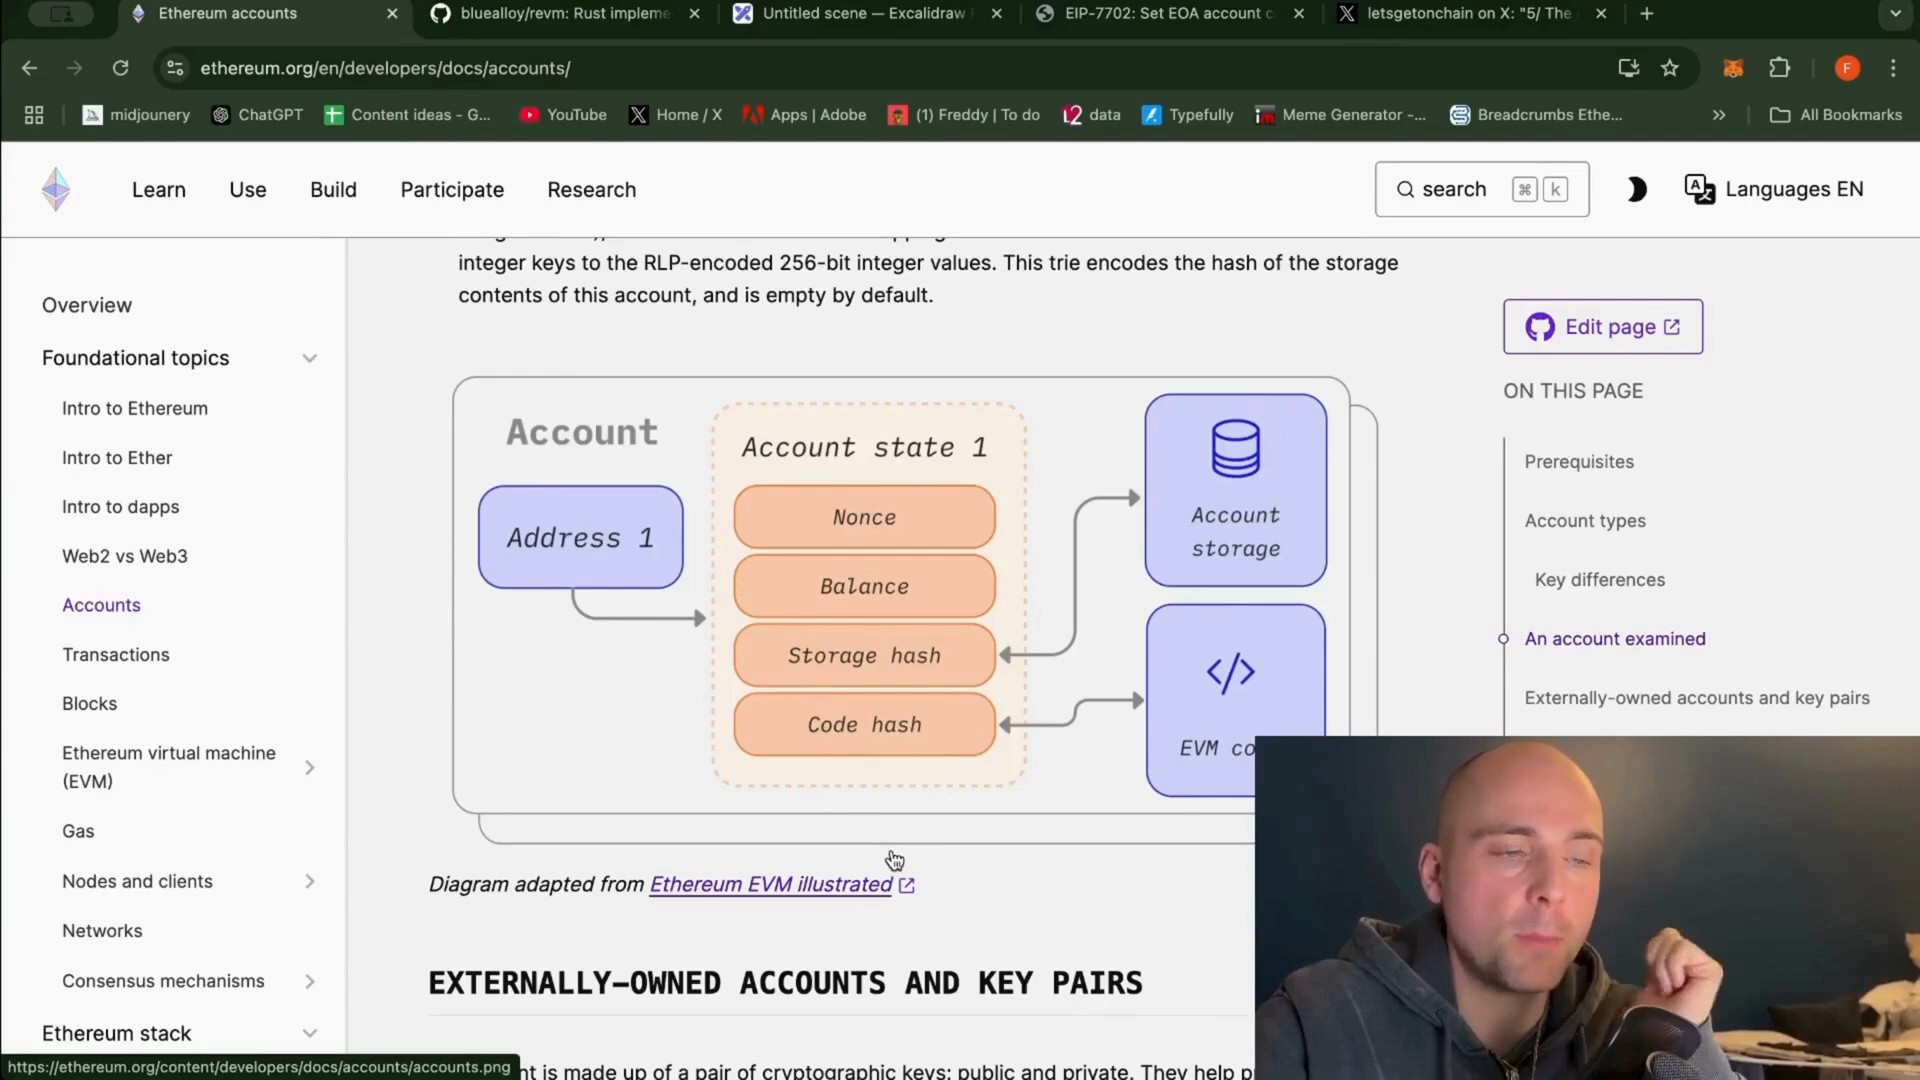 Ethereum accounts
bluealloy/revm: Rust impleme
Untitled scene — Excalidraw
EIP-7702: Set EOA account c
letsgetonchain on X: "5/ The
ethereum.org/en/developers/docs/accounts/
F
midjounery
ChatGPT
Content ideas - G...
YouTube
Home / X
Apps | Adobe
(1) Freddy | To do
data
Typefully
Meme Generator -...
Breadcrumbs Ethe...
All Bookmarks
Learn
Use
Build
Participate
Research
search
⌘ k
Languages EN
integer keys to the RLP-encoded 256-bit integer values. This trie encodes the hash of the storage
contents of this account, and is empty by default.
Overview
Foundational topics
Intro to Ethereum
Intro to Ether
Intro to dapps
Web2 vs Web3
Accounts
Transactions
Blocks
Ethereum virtual machine
(EVM)
Gas
Nodes and clients
Networks
Consensus mechanisms
Ethereum stack
Account
Address 1
Account state 1
Nonce
Balance
Storage hash
Code hash
Account
storage
EVM co
Diagram adapted from Ethereum EVM illustrated
EXTERNALLY-OWNED ACCOUNTS AND KEY PAIRS
nt is made up of a pair of cryptographic keys: public and private. They help p
Edit page
ON THIS PAGE
Prerequisites
Account types
Key differences
An account examined
Externally-owned accounts and key pairs
https://ethereum.org/content/developers/docs/accounts/accounts.png